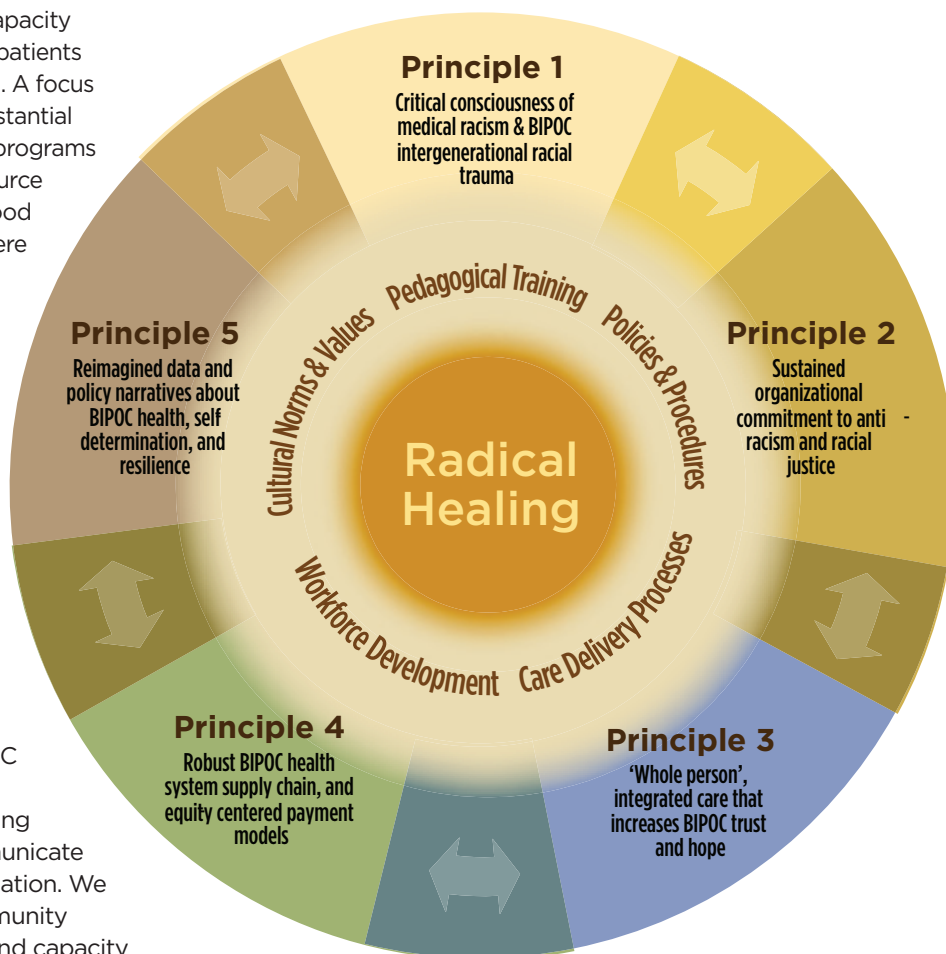 apacity
patients
. A focus
stantial
programs
urce
ood
ere
Principle 1
Critical consciousness of
medical racism & BIPOC
intergenerational racial
trauma
Principle 2
Sustained
organizational
commitment to anti -
racism and racial
justice
Principle 3
‘Whole person’,
integrated care that
increases BIPOC trust
and hope
Principle 4
Robust BIPOC health
system supply chain, and
equity centered payment
models
Principle 5
Reimagined data and
policy narratives about
BIPOC health, self
determination, and
resilience
Cultural Norms & Values
Pedagogical Training
Policies & Procedures
Care Delivery Processes
Workforce Development
Radical
Healing
C
ing
municate
ation. We
munity
nd capacity